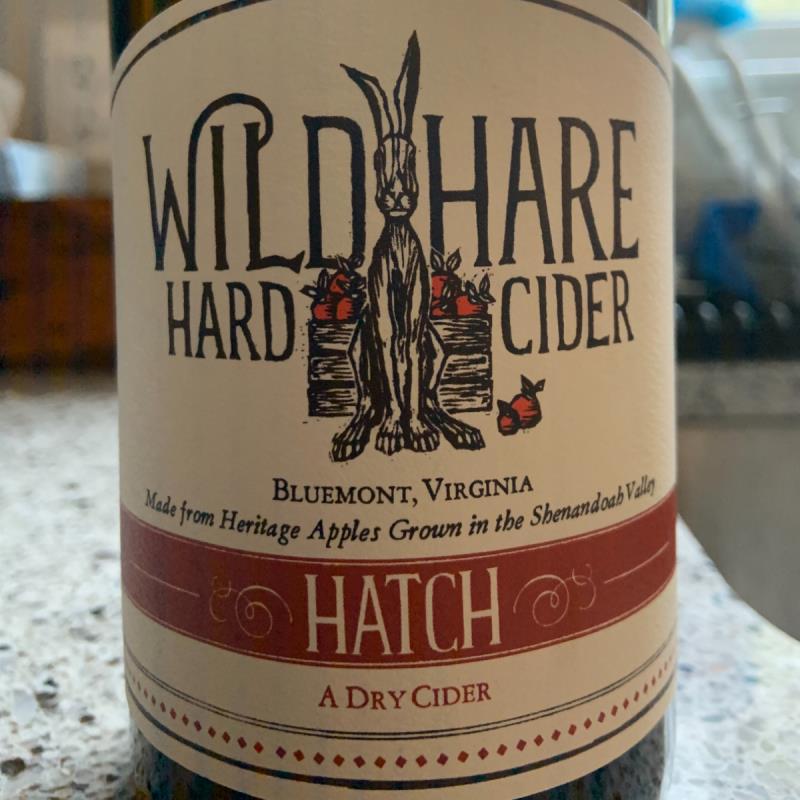 WILD HARE
HARD CIDER
BLUEMONT, VIRGINIA
Made from Heritage Apples Grown in the Shenandoah Valley
HATCH
A DRY CIDER